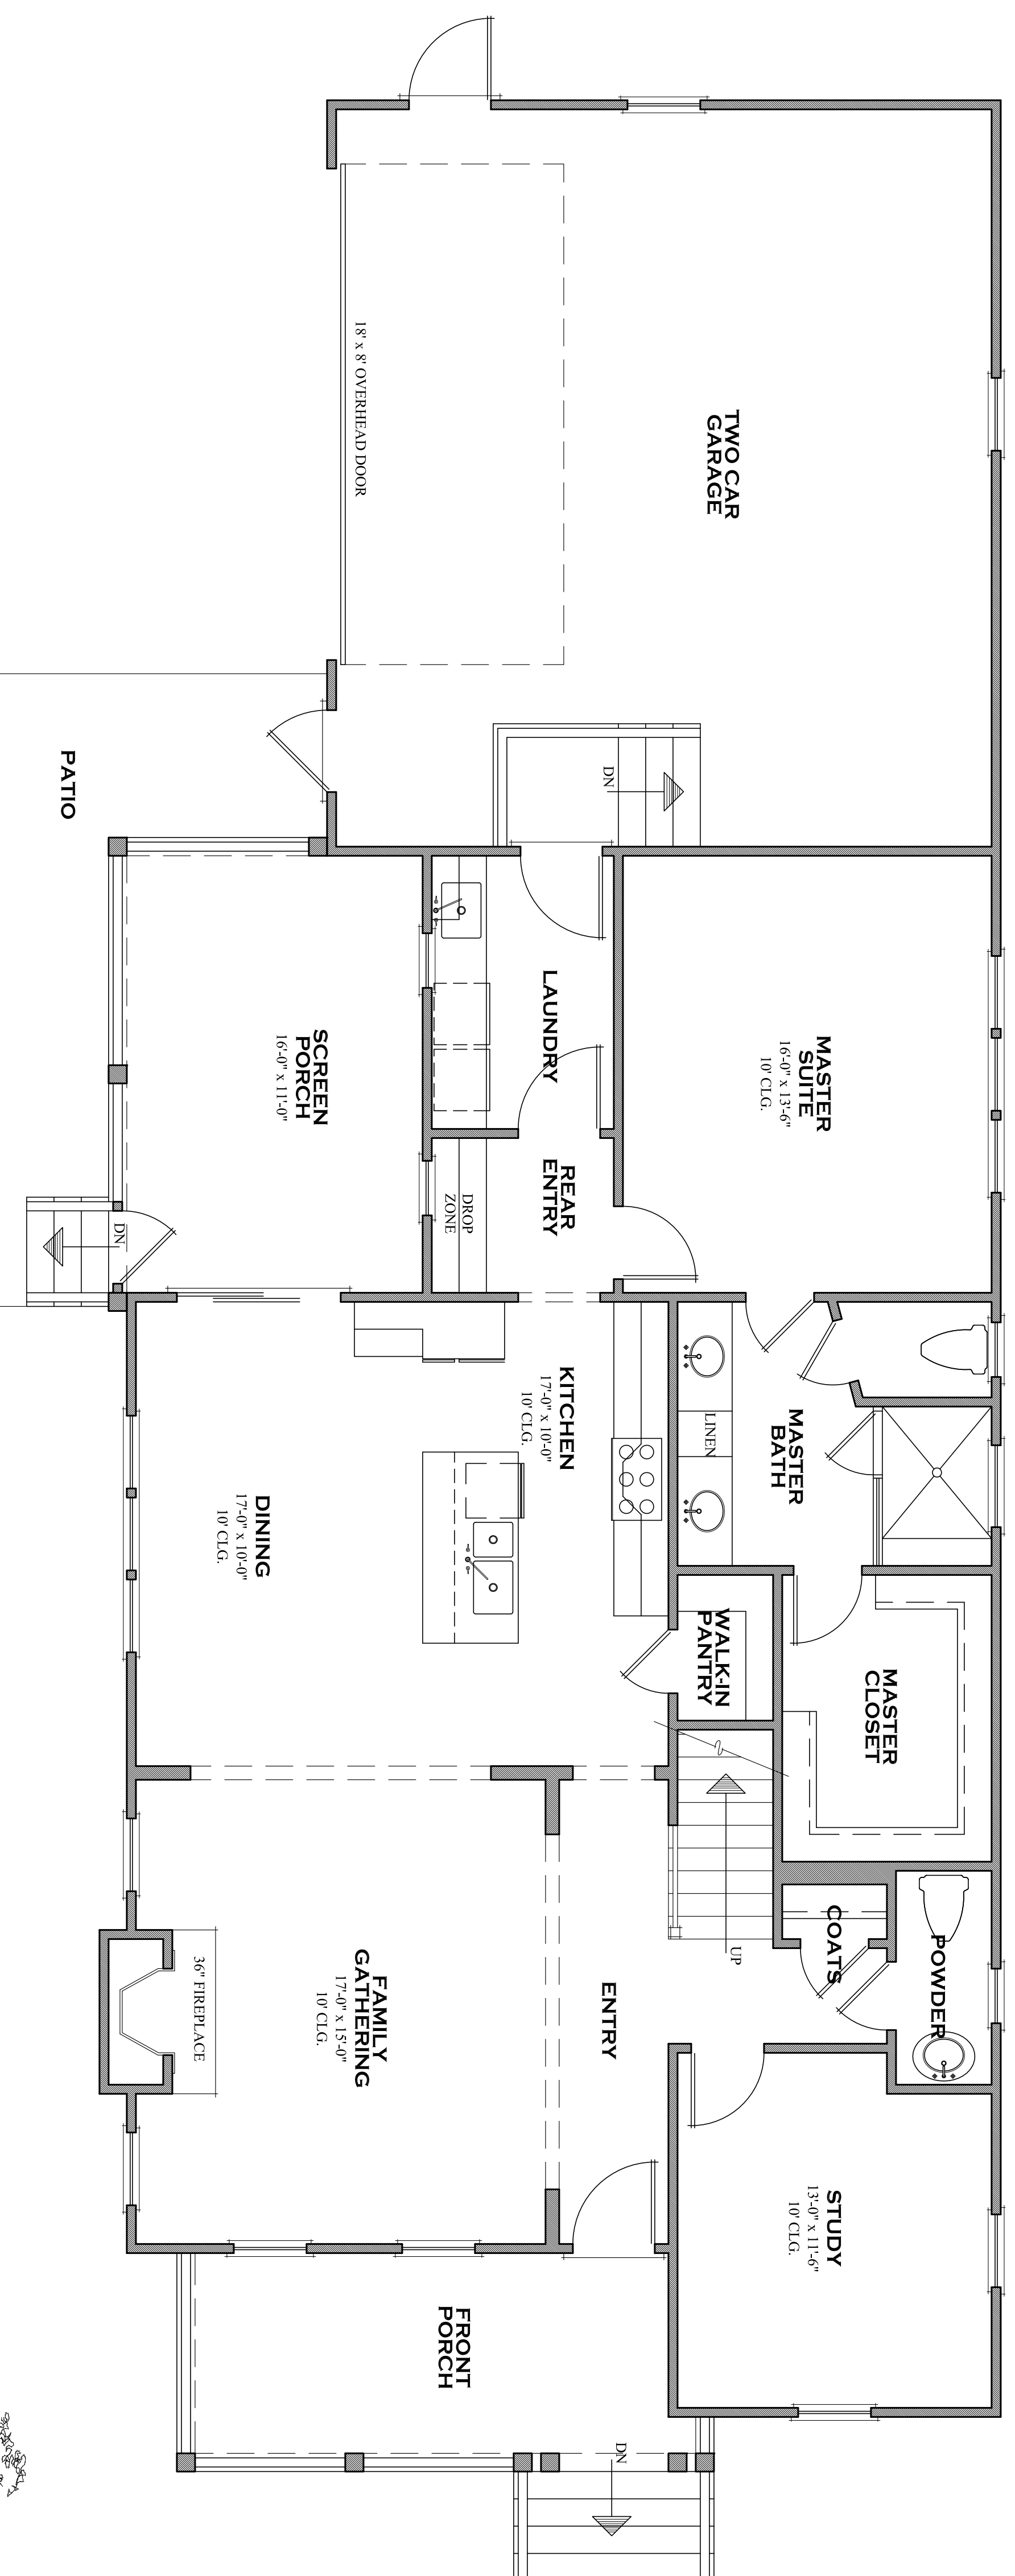 TWO CAR
GARAGE
18' x 8' OVERHEAD DOOR
DN
PATIO
MASTER
SUITE
16'-0" x 13'-6"
10' CLG.
LAUNDRY
SCREEN
PORCH
16'-0" x 11'-0"
REAR
ENTRY
DROP
ZONE
DN
MASTER
BATH
LINEN
KITCHEN
17'-0" x 10'-0"
10' CLG.
DINING
17'-0" x 10'-0"
10' CLG.
MASTER
CLOSET
WALK-IN
PANTRY
UP
COATS
POWDER
ENTRY
FAMILY
GATHERING
17'-0" x 15'-0"
10' CLG.
36" FIREPLACE
STUDY
13'-0" x 11'-6"
10' CLG.
FRONT
PORCH
DN